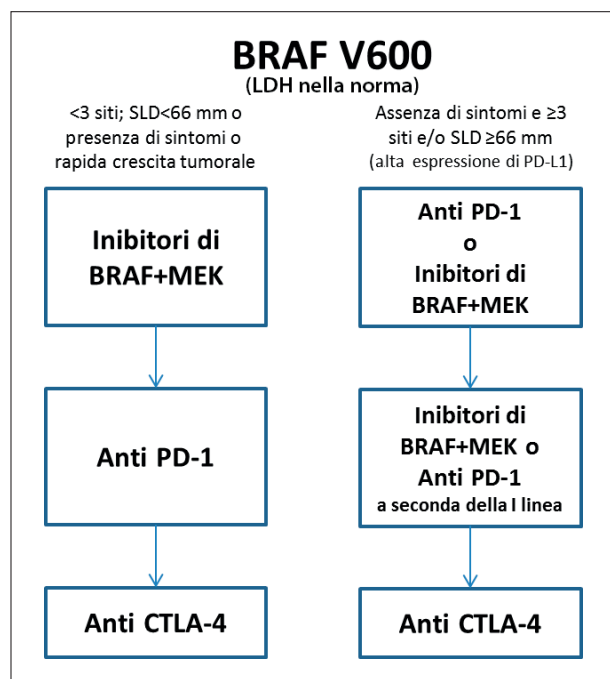 BRAF V600
(LDH nella norma)
<3 siti; SLD<66 mm o
presenza di sintomi o
rapida crescita tumorale
Inibitori di
BRAF+MEK
Anti PD-1
Anti CTLA-4
Assenza di sintomi e ≥3
siti e/o SLD ≥66 mm
(alta espressione di PD-L1)
Anti PD-1
o
Inibitori di
BRAF+MEK
Inibitori di
BRAF+MEK o
Anti PD-1
a seconda della I linea
Anti CTLA-4